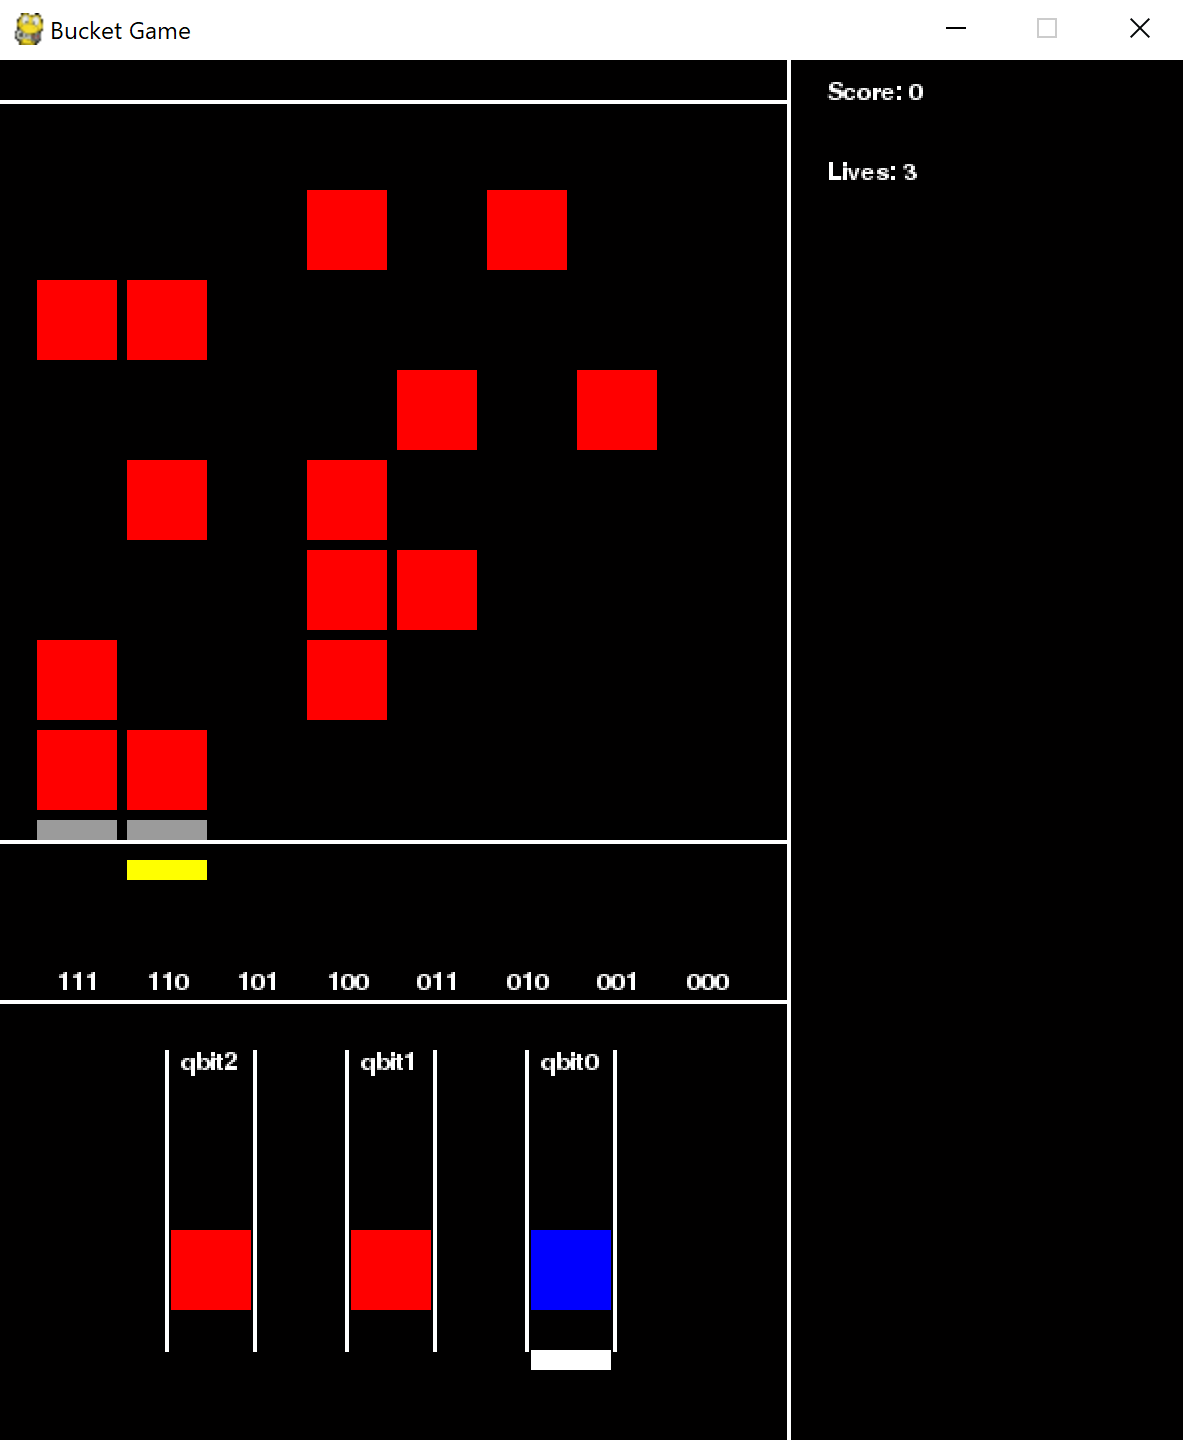 Bucket Game
Score: 0
Lives: 3
111 110 101 100 011 010 001 000
qbit2 qbit1 qbit0